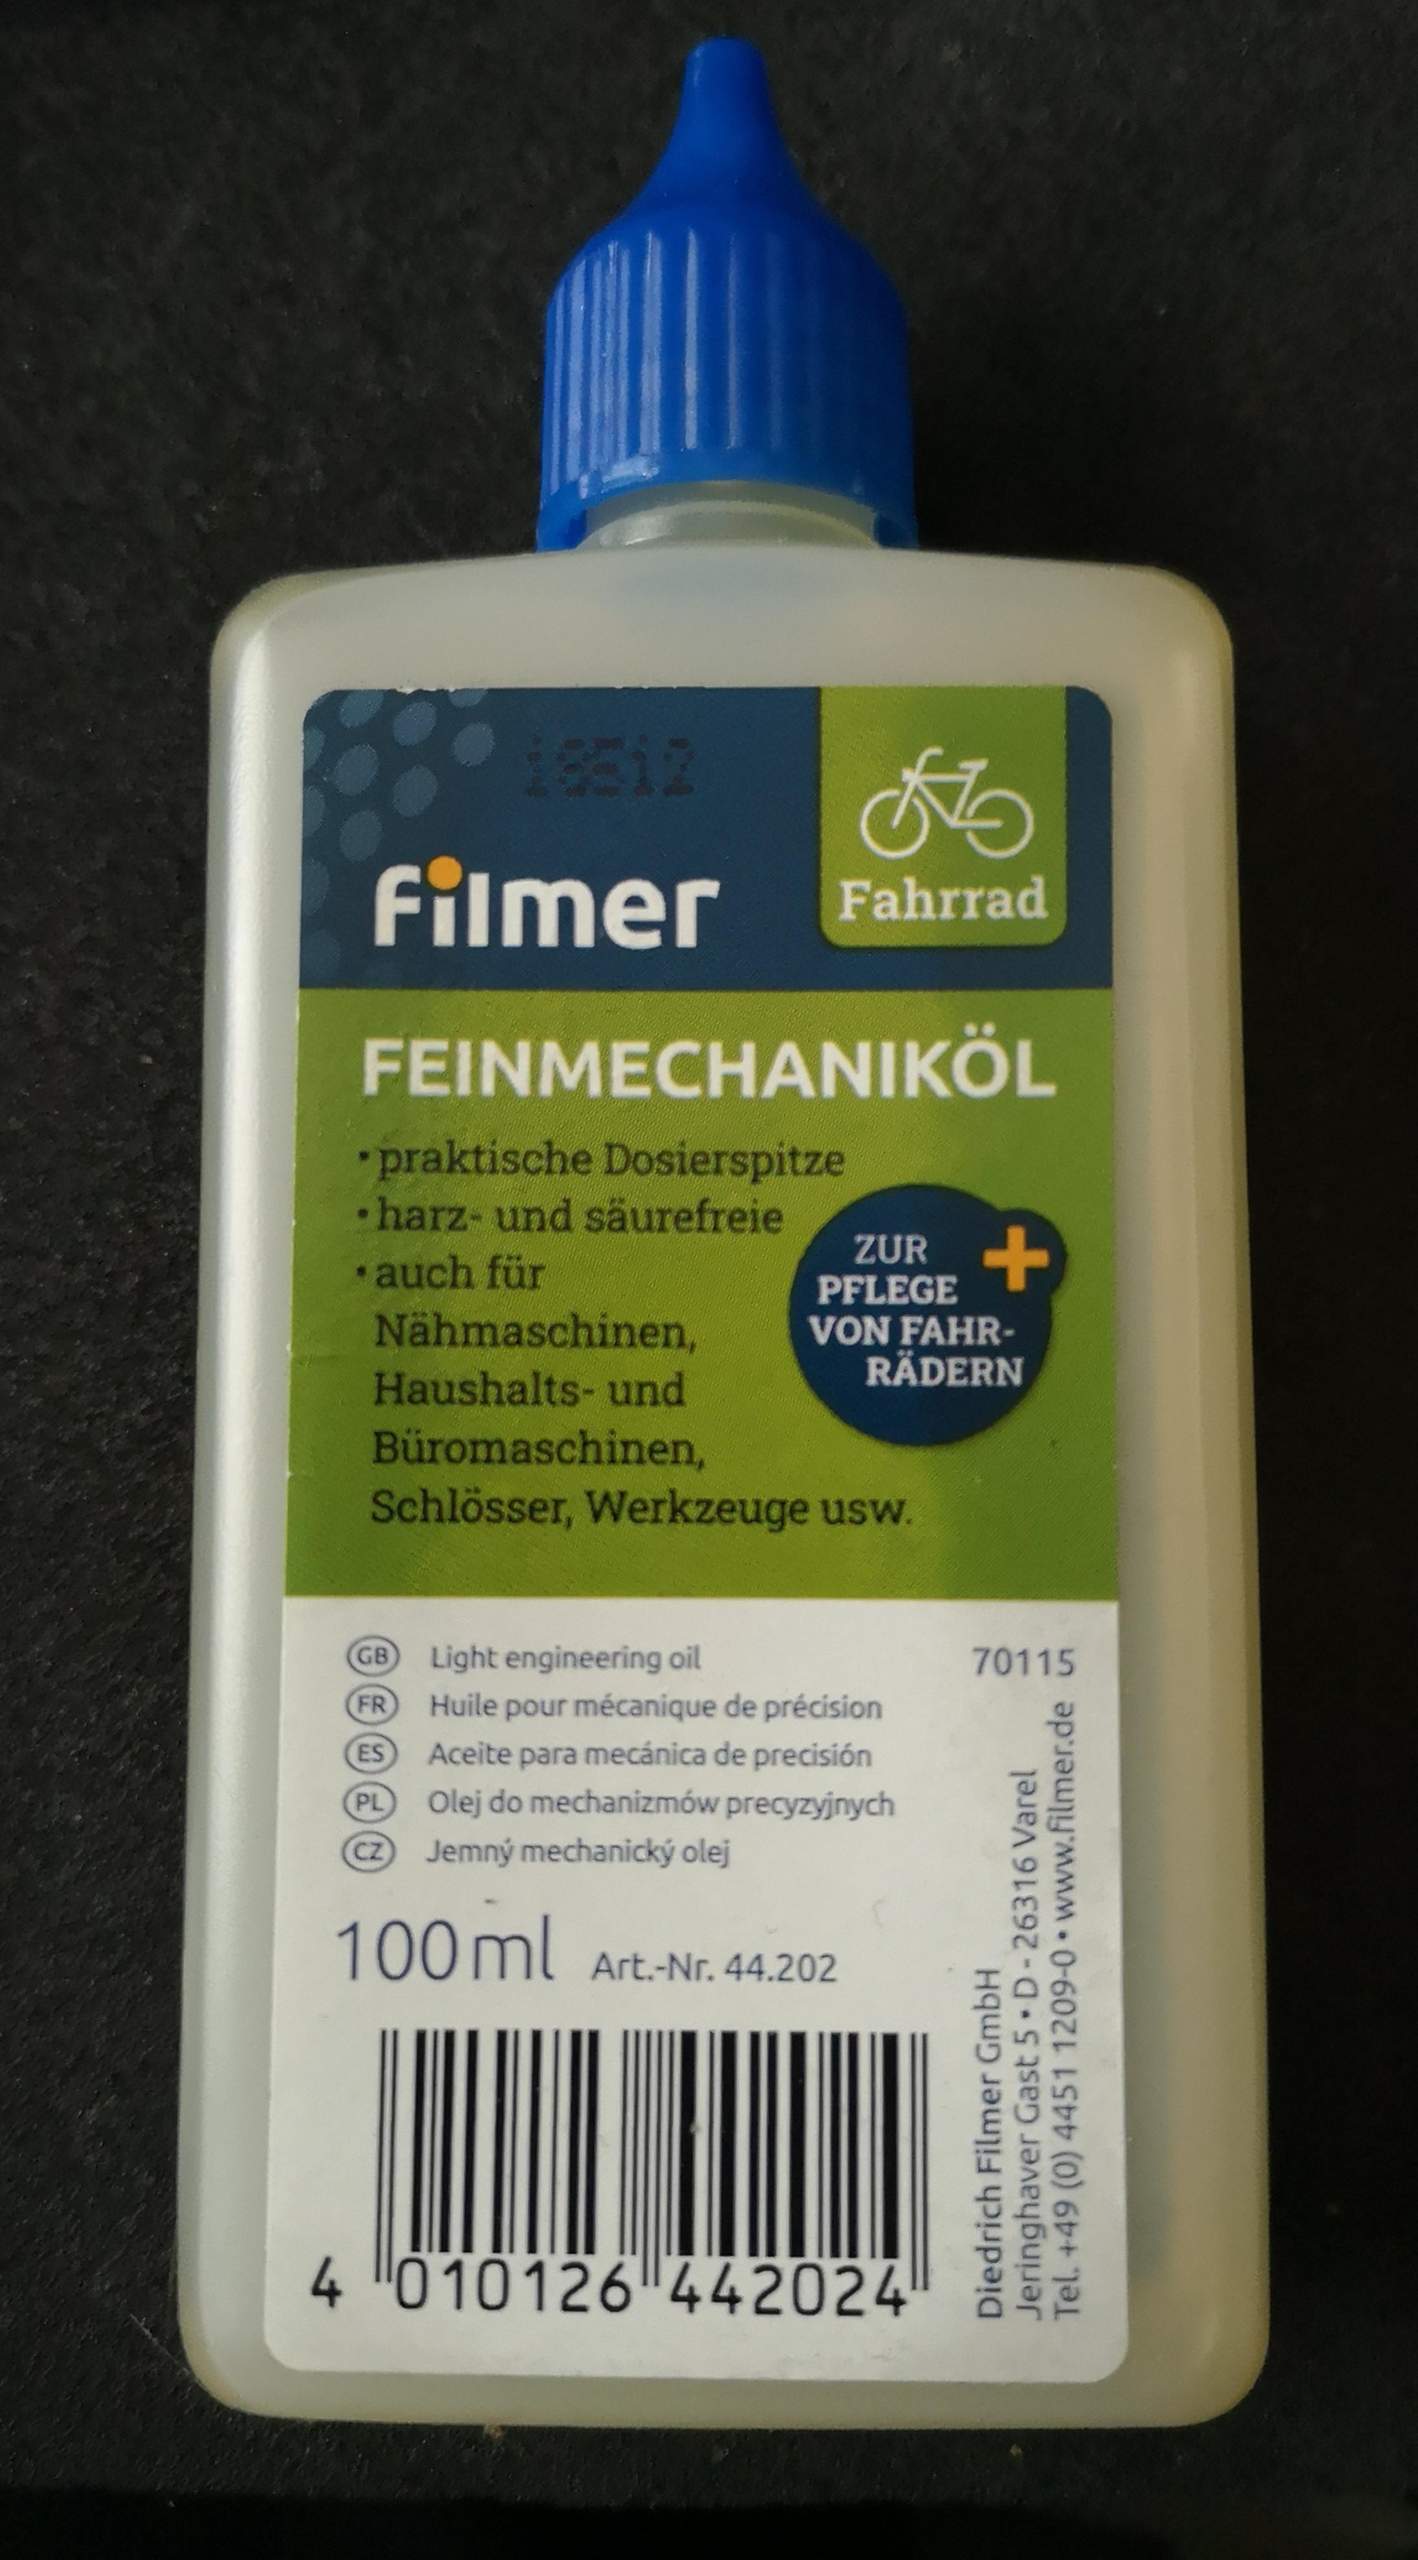 18E12
filmer
Fahrrad
FEINMECHANIKÖL
• praktische Dosierspitze
• harz- und säurefreie
• auch für
Nähmaschinen,
Haushalts- und
Büromaschinen,
Schlösser, Werkzeuge usw.
ZUR
PFLEGE
VON FAHR-
RÄDERN
+
GB Light engineering oil
FR Huile pour mécanique de précision
ES Aceite para mecánica de precisión
PL Olej do mechanizmów precyzyjnych
CZ Jemný mechanický olej
70115
100 ml Art.-Nr. 44.202
4 010126 442024
Diedrich Filmer GmbH
Jeringhaver Gast 5 • D - 26316 Varel
Tel. +49 (0) 4451 1209-0 • www.filmer.de